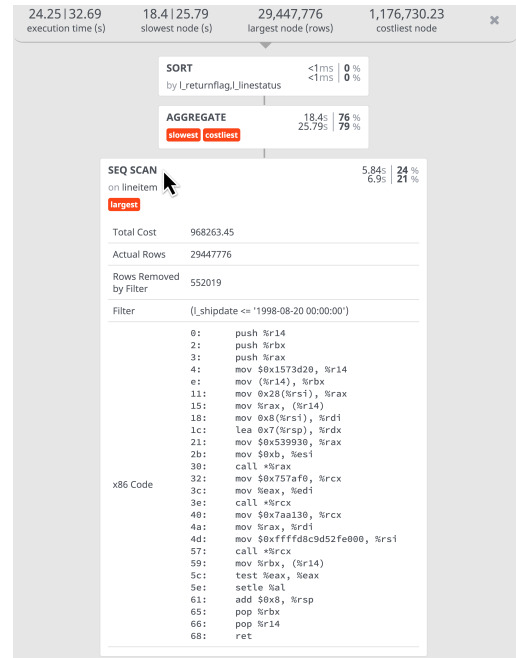 24.25|32.69 18.4|25.79 29,447,776 1,176,730.23 ×
execution time (s) slowest node (s) largest node (rows) costliest node
SORT <1ms | 0 %
<1ms | 0 %
by l_returnflag,l_linestatus
AGGREGATE 18.4s | 76 %
25.79s | 79 %
slowest costliest
SEQ SCAN 5.84s | 24 %
6.9s | 21 %
on lineitem
largest
Total Cost 968263.45
Actual Rows 29447776
Rows Removed
by Filter 552019
Filter (l_shipdate <= '1998-08-20 00:00:00')
x86 Code
0: push %r14
2: push %rbx
3: push %rax
4: mov $0x1573d20, %r14
e: mov (%r14), %rbx
11: mov 0x28(%rsi), %rax
15: mov %rax, (%r14)
18: mov 0x8(%rsi), %rdi
1c: lea 0x7(%rsp), %rdx
21: mov $0x539930, %rax
2b: mov $0xb, %esi
30: call *%rax
32: mov $0x757af0, %rcx
3c: mov %eax, %edi
3e: call *%rcx
40: mov $0x7aa130, %rcx
4a: mov %rax, %rdi
4d: mov $0xffffd8c9d52fe000, %rsi
57: call *%rcx
59: mov %rbx, (%r14)
5c: test %eax, %eax
5e: setle %al
61: add $0x8, %rsp
65: pop %rbx
66: pop %r14
68: ret